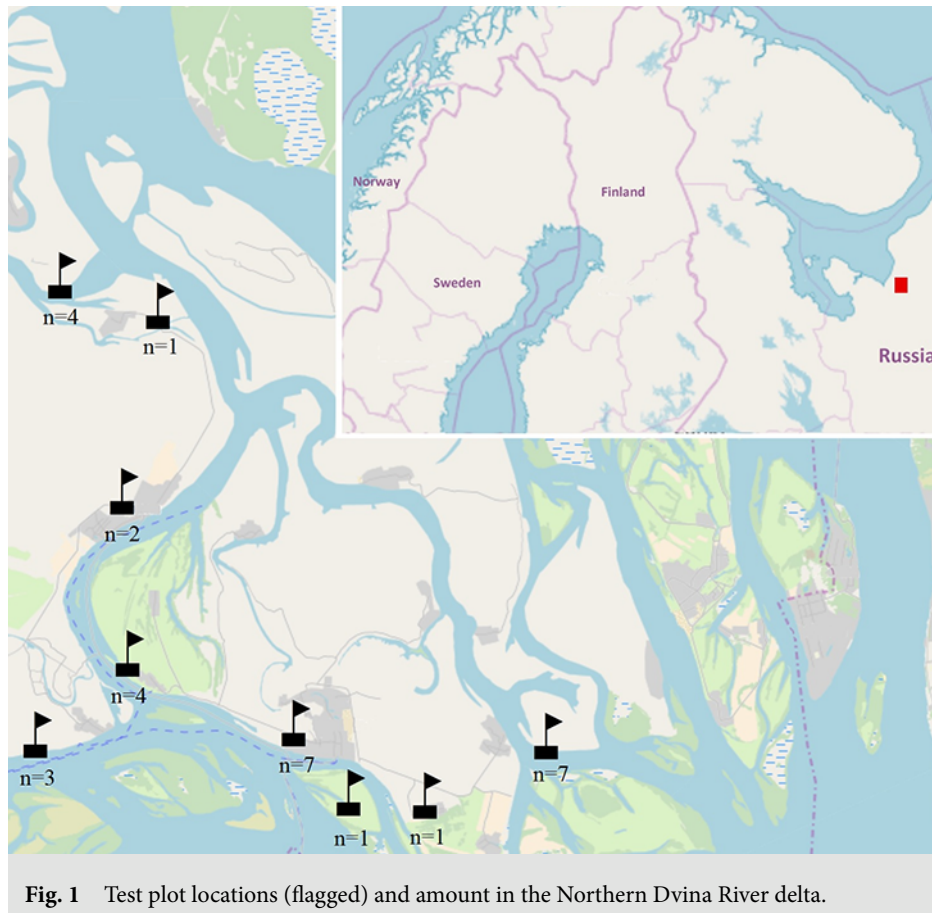 Norway
Finland
Sweden
Russia
n=4
n=1
n=2
n=4
n=3
n=7
n=7
n=1
n=1
Fig. 1 Test plot locations (flagged) and amount in the Northern Dvina River delta.